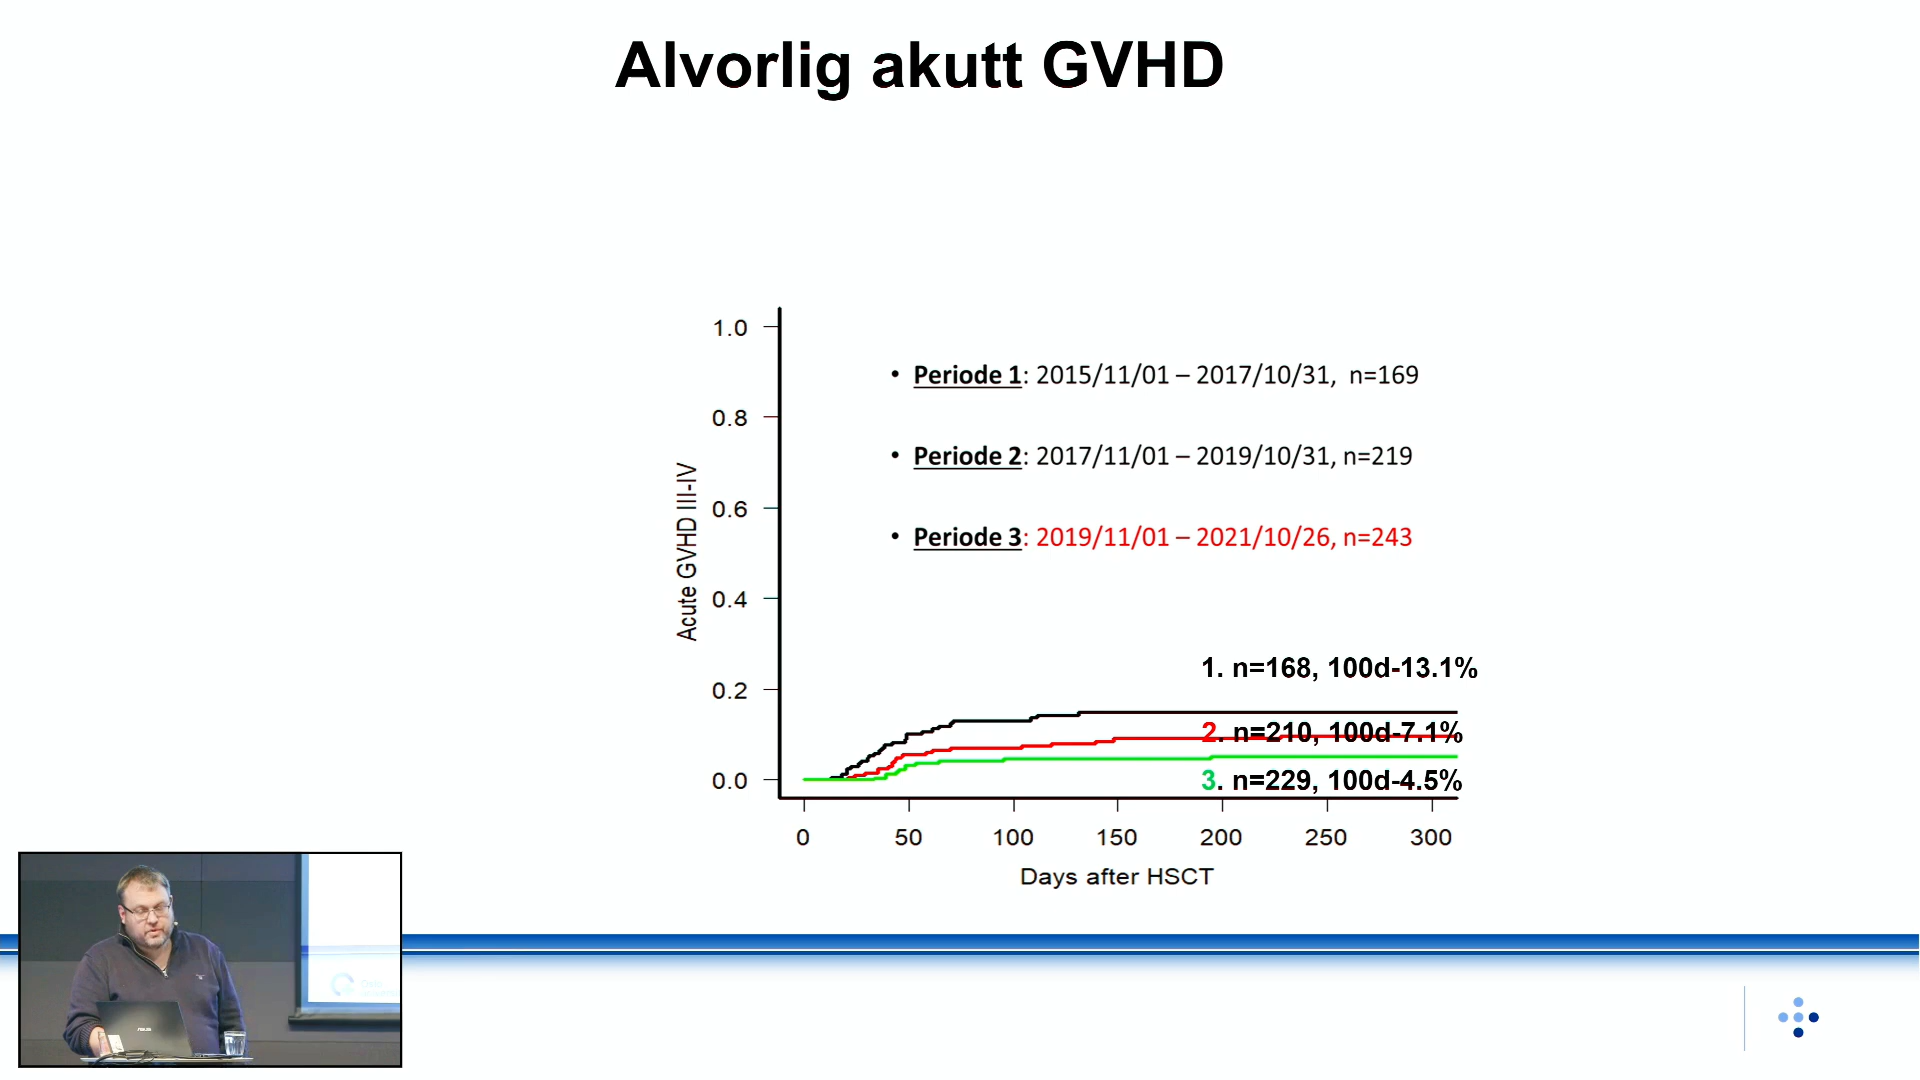 Alvorlig akutt GVHD
1.0
0.8
0.6
0.4
0.2
0.0
Acute GVHD III-IV
• Periode 1: 2015/11/01 – 2017/10/31, n=169
• Periode 2: 2017/11/01 – 2019/10/31, n=219
• Periode 3: 2019/11/01 – 2021/10/26, n=243
1. n=168, 100d-13.1%
2. n=210, 100d-7.1%
3. n=229, 100d-4.5%
0 50 100 150 200 250 300
Days after HSCT
ASUS